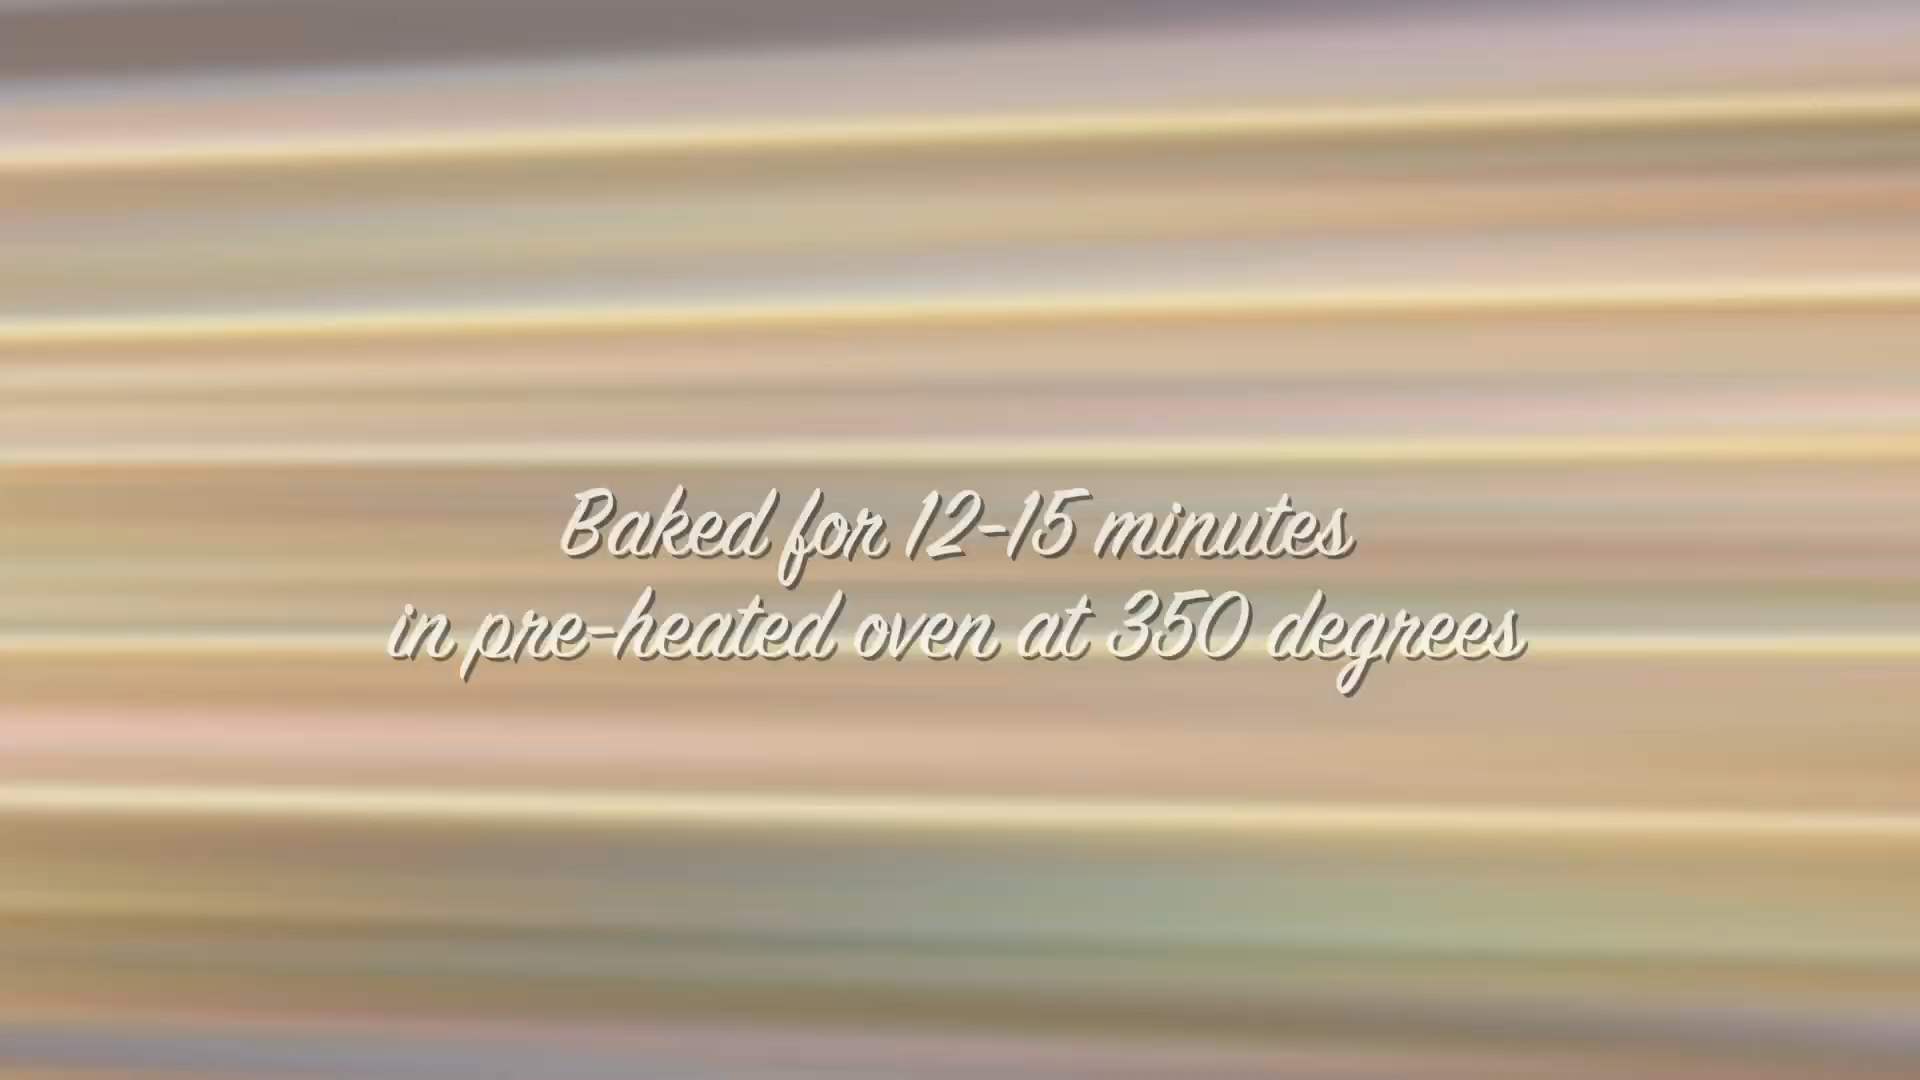 Baked for 12-15 minutes
in pre-heated oven at 350 degrees